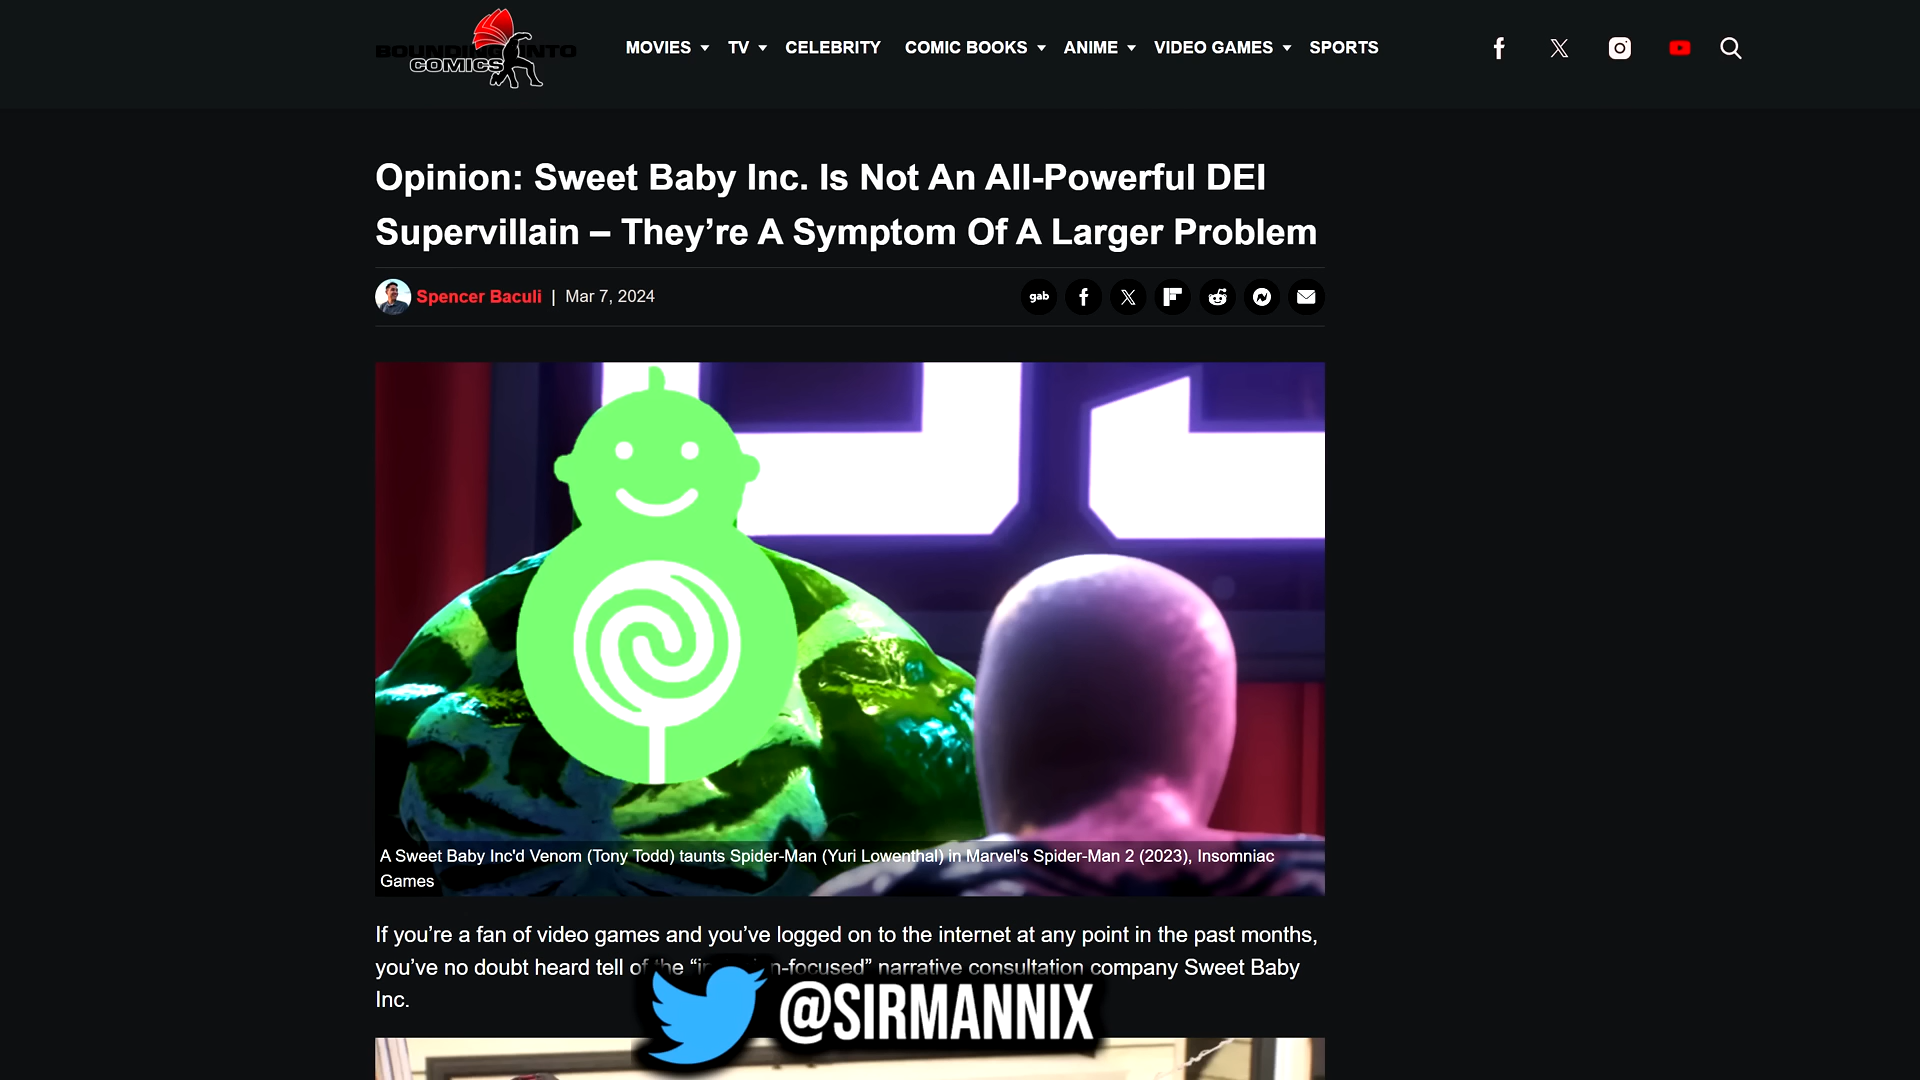 BOUNDING INTO
COMICS
MOVIES TV CELEBRITY COMIC BOOKS ANIME VIDEO GAMES SPORTS
Opinion: Sweet Baby Inc. Is Not An All-Powerful DEI
Supervillain – They’re A Symptom Of A Larger Problem
Spencer Baculi | Mar 7, 2024
gab
A Sweet Baby Inc'd Venom (Tony Todd) taunts Spider-Man (Yuri Lowenthal) in Marvel's Spider-Man 2 (2023), Insomniac
Games
If you’re a fan of video games and you’ve logged on to the internet at any point in the past months,
you’ve no doubt heard tell of the narrative consultation company Sweet Baby
Inc.
@SIRMANNIX